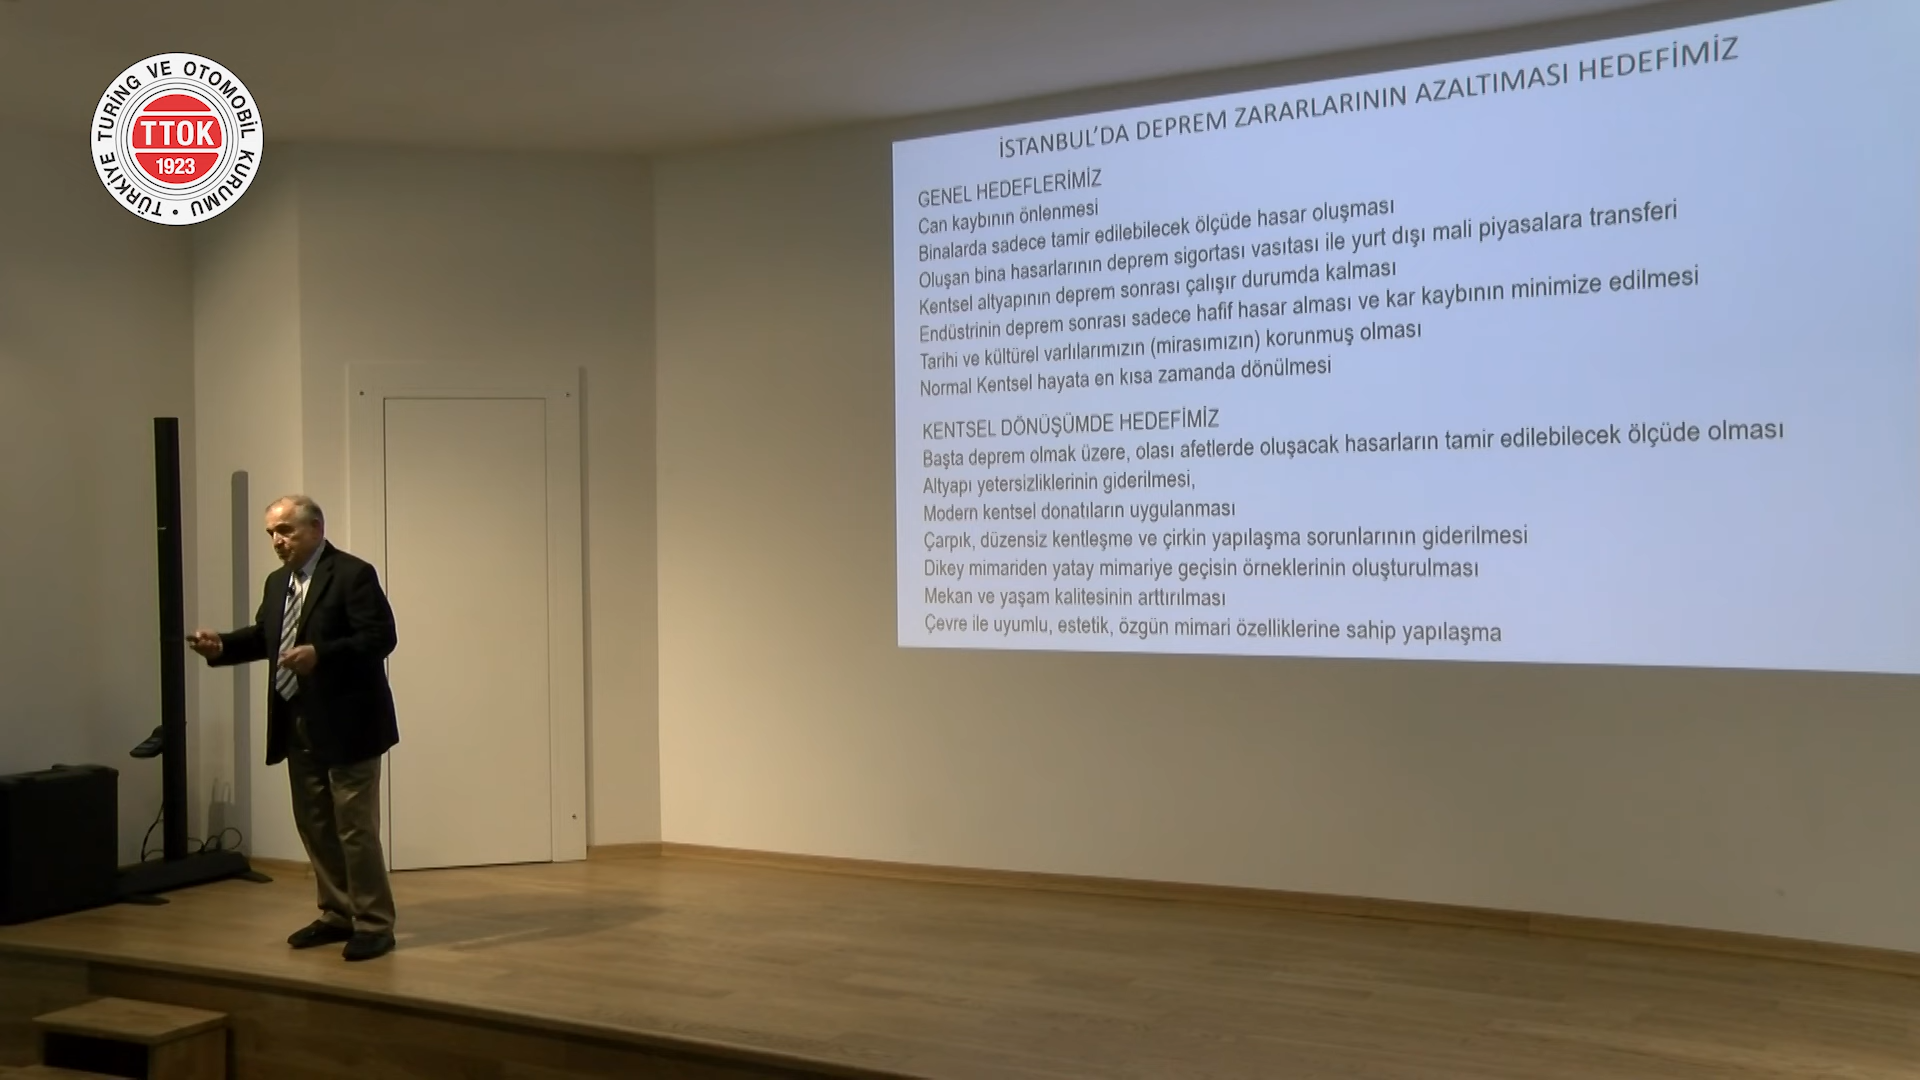 TÜRKİYE TURİNG VE OTOMOBİL KURUMU •
TTOK
1923
İSTANBUL'DA DEPREM ZARARLARININ AZALTIMASI HEDEFİMİZ
GENEL HEDEFLERİMİZ
Can kaybının önlenmesi
Binalarda sadece tamir edilebilecek ölçüde hasar oluşması
Oluşan bina hasarlarının deprem sigortası vasıtası ile yurt dışı mali piyasalara transferi
Kentsel altyapının deprem sonrası çalışır durumda kalması
Endüstrinin deprem sonrası sadece hafif hasar alması ve kar kaybının minimize edilmesi
Tarihi ve kültürel varlılarımızın (mirasımızın) korunmuş olması
Normal Kentsel hayata en kısa zamanda dönülmesi
KENTSEL DÖNÜŞÜMDE HEDEFİMİZ
Başta deprem olmak üzere, olası afetlerde oluşacak hasarların tamir edilebilecek ölçüde olması
Altyapı yetersizliklerinin giderilmesi,
Modern kentsel donatıların uygulanması
Çarpık, düzensiz kentleşme ve çirkin yapılaşma sorunlarının giderilmesi
Dikey mimariden yatay mimariye geçisin örneklerinin oluşturulması
Mekan ve yaşam kalitesinin arttırılması
Çevre ile uyumlu, estetik, özgün mimari özelliklerine sahip yapılaşma